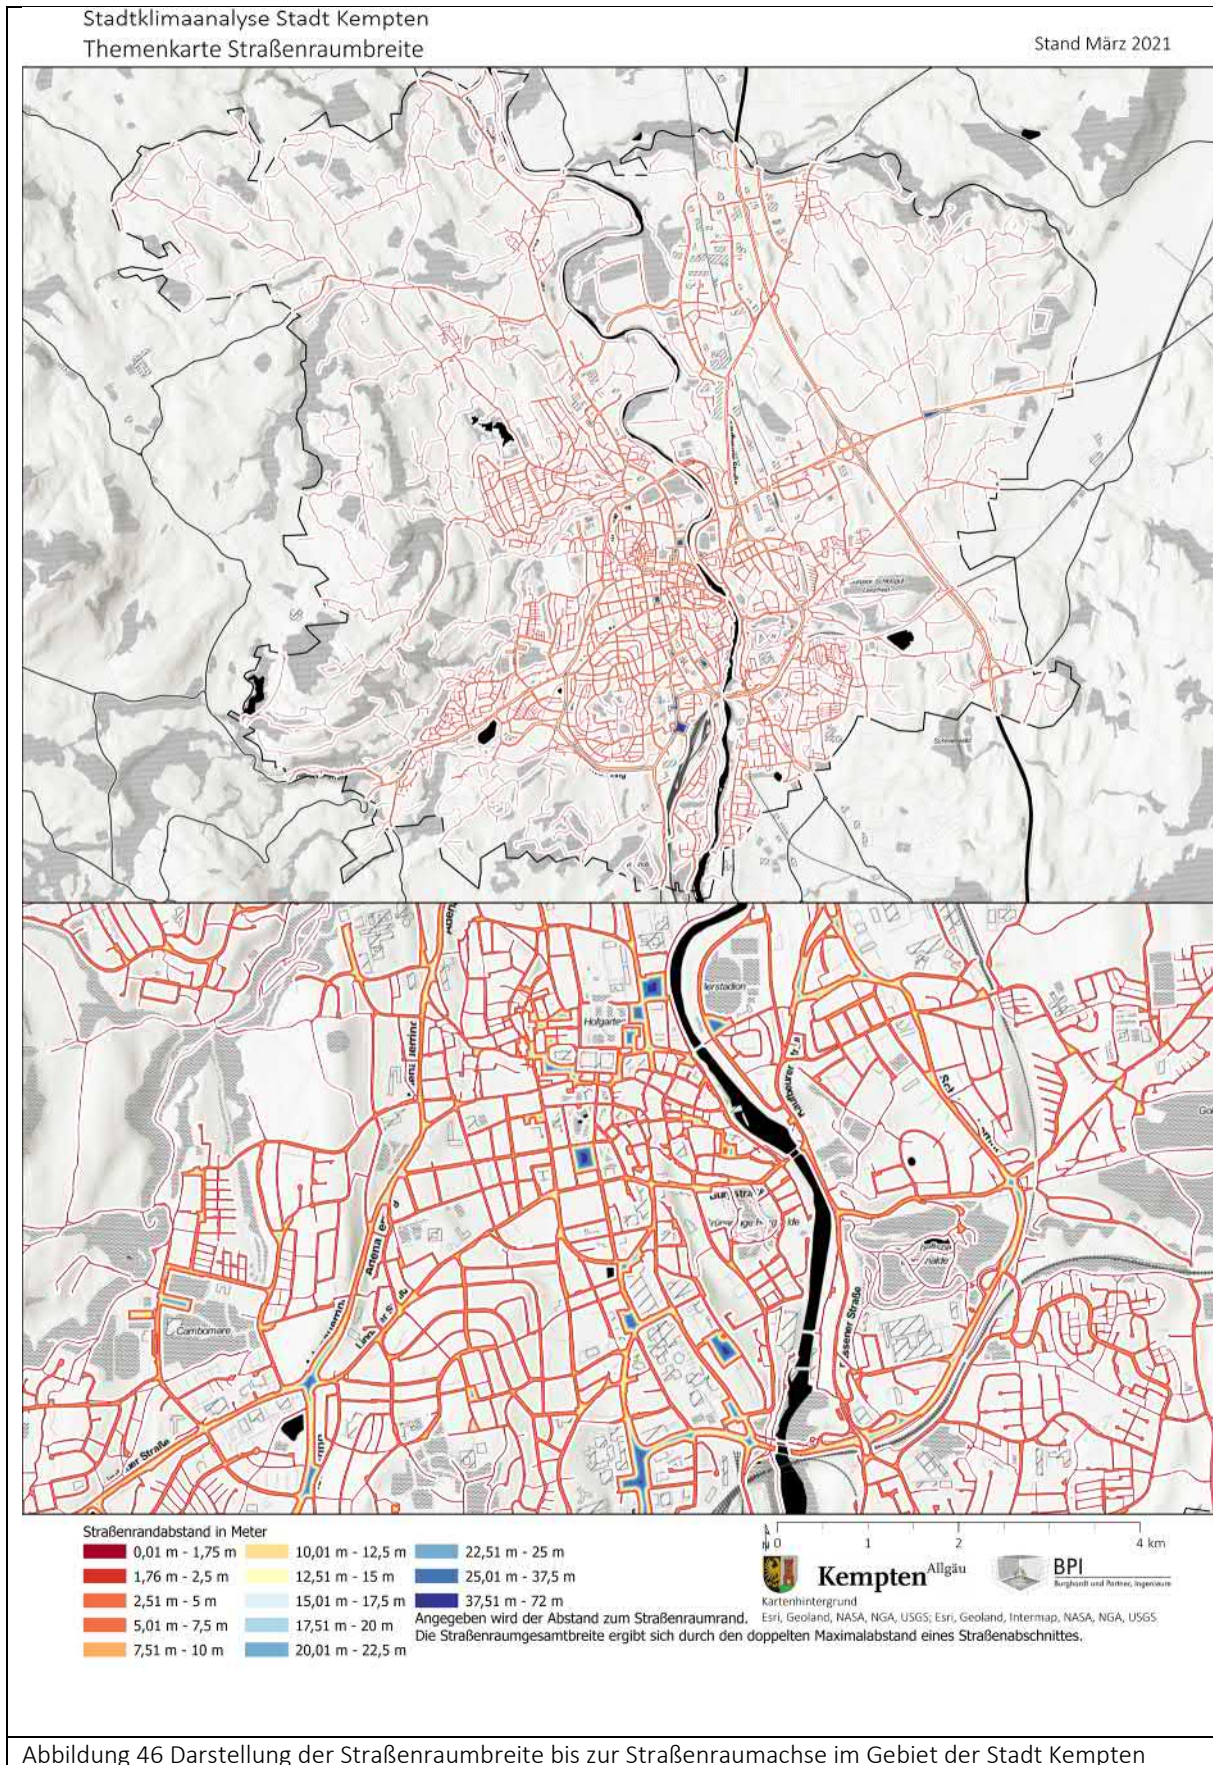 Stadtklimaanalyse Stadt Kempten
Themenkarte Straßenraumbreite
Stand März 2021
Hofgarten
Cambomare
Straßenrandabstand in Meter
0,01 m - 1,75 m
1,76 m - 2,5 m
2,51 m - 5 m
5,01 m - 7,5 m
7,51 m - 10 m
10,01 m - 12,5 m
12,51 m - 15 m
15,01 m - 17,5 m
17,51 m - 20 m
20,01 m - 22,5 m
22,51 m - 25 m
25,01 m - 37,5 m
37,51 m - 72 m
Angegeben wird der Abstand zum Straßenraumrand.
Die Straßenraumgesamtbreite ergibt sich durch den doppelten Maximalabstand eines Straßenabschnittes.
N
0 1 2 4 km
Kempten Allgäu
BPI
Burghardt und Partner, Ingenieure
Kartenhintergrund
Esri, Geoland, NASA, NGA, USGS; Esri, Geoland, Intermap, NASA, NGA, USGS
Abbildung 46 Darstellung der Straßenraumbreite bis zur Straßenraumachse im Gebiet der Stadt Kempten